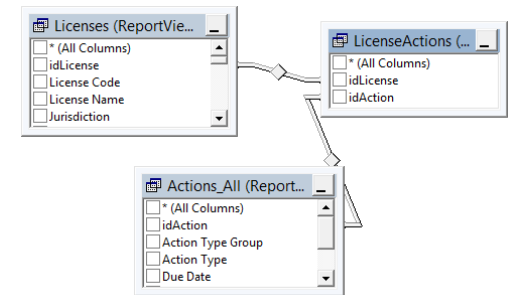 Licenses (ReportVie...
* (All Columns)
idLicense
License Code
License Name
Jurisdiction
LicenseActions (...
* (All Columns)
idLicense
idAction
Actions_All (Report...
* (All Columns)
idAction
Action Type Group
Action Type
Due Date